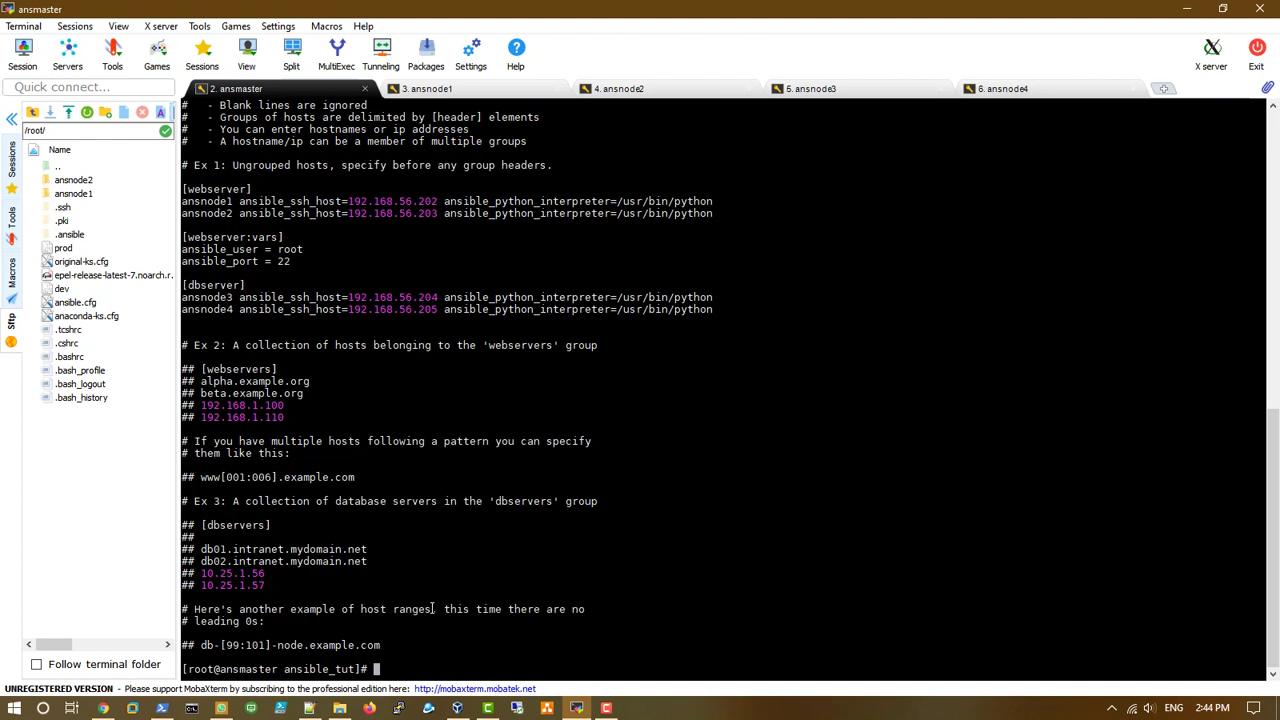 ansmaster
Terminal Sessions View X server Tools Games Settings Macros Help
Session Servers Tools Games Sessions View Split MultiExec Tunneling Packages Settings Help X server Exit
Quick connect...
2. ansmaster 3. ansnode1 4. ansnode2 5. ansnode3 6. ansnode4
/root/
Name
..
ansnode2
ansnode1
.ssh
.pki
.ansible
prod
original-ks.cfg
epel-release-latest-7.noarch.r.
dev
ansible.cfg
anaconda-ks.cfg
.tcshrc
.cshrc
.bashrc
.bash_profile
.bash_logout
.bash_history
Sessions
Tools
Macros
Sftp
Follow terminal folder
#   - Blank lines are ignored
#   - Groups of hosts are delimited by [header] elements
#   - You can enter hostnames or ip addresses
#   - A hostname/ip can be a member of multiple groups
# Ex 1: Ungrouped hosts, specify before any group headers.
[webserver]
ansnode1 ansible_ssh_host=192.168.56.202 ansible_python_interpreter=/usr/bin/python
ansnode2 ansible_ssh_host=192.168.56.203 ansible_python_interpreter=/usr/bin/python
[webserver:vars]
ansible_user = root
ansible_port = 22
[dbserver]
ansnode3 ansible_ssh_host=192.168.56.204 ansible_python_interpreter=/usr/bin/python
ansnode4 ansible_ssh_host=192.168.56.205 ansible_python_interpreter=/usr/bin/python
# Ex 2: A collection of hosts belonging to the 'webservers' group
## [webservers]
## alpha.example.org
## beta.example.org
## 192.168.1.100
## 192.168.1.110
# If you have multiple hosts following a pattern you can specify
# them like this:
## www[001:006].example.com
# Ex 3: A collection of database servers in the 'dbservers' group
## [dbservers]
##
## db01.intranet.mydomain.net
## db02.intranet.mydomain.net
## 10.25.1.56
## 10.25.1.57
# Here's another example of host ranges, this time there are no
# leading 0s:
## db-[99:101]-node.example.com
[root@ansmaster ansible_tut]#
UNREGISTERED VERSION - Please support MobaXterm by subscribing to the professional edition here: http://mobaxterm.mobatek.net
ENG 2:44 PM